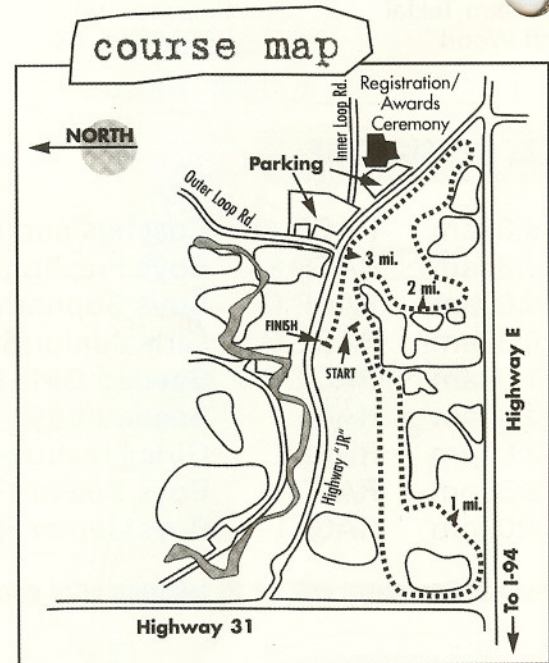 course map
Registration/
Awards
Ceremony
NORTH
Inner Loop Rd.
Parking
Outer Loop Rd.
3 mi.
2 mi.
FINISH
START
Highway E
Highway "JR"
1 mi.
To I-94
Highway 31